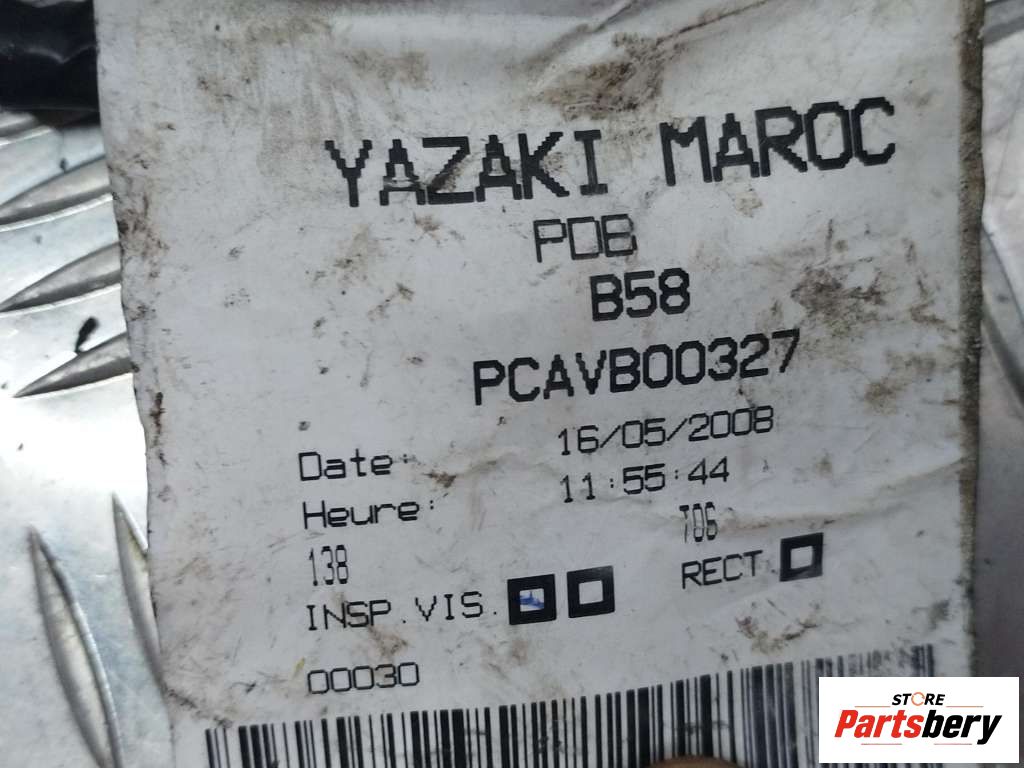 YAZAKI MAROC
PDB
B58
PCAVB00327
Date: 16/05/2008
Heure: 11:55:44
138 T06
INSP.VIS. RECT.
00030
STORE
Partsbery